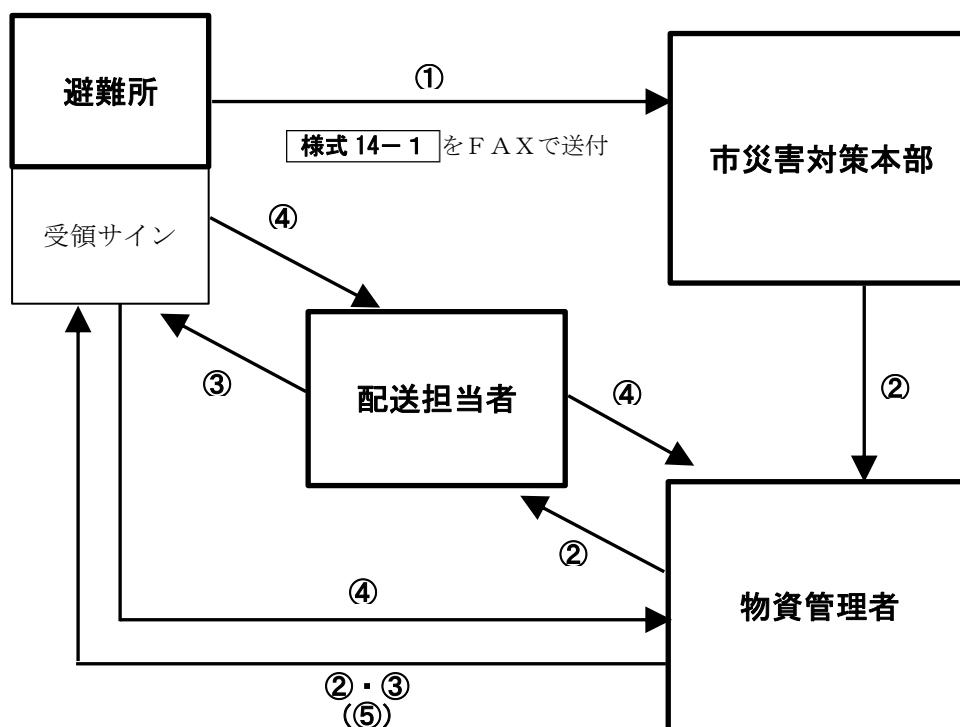 避難所
①
市災害対策本部
様式 14－1 をＦＡＸで送付
受領サイン
④
③
配送担当者
④
②
②
④
物資管理者
②・③
(⑤)